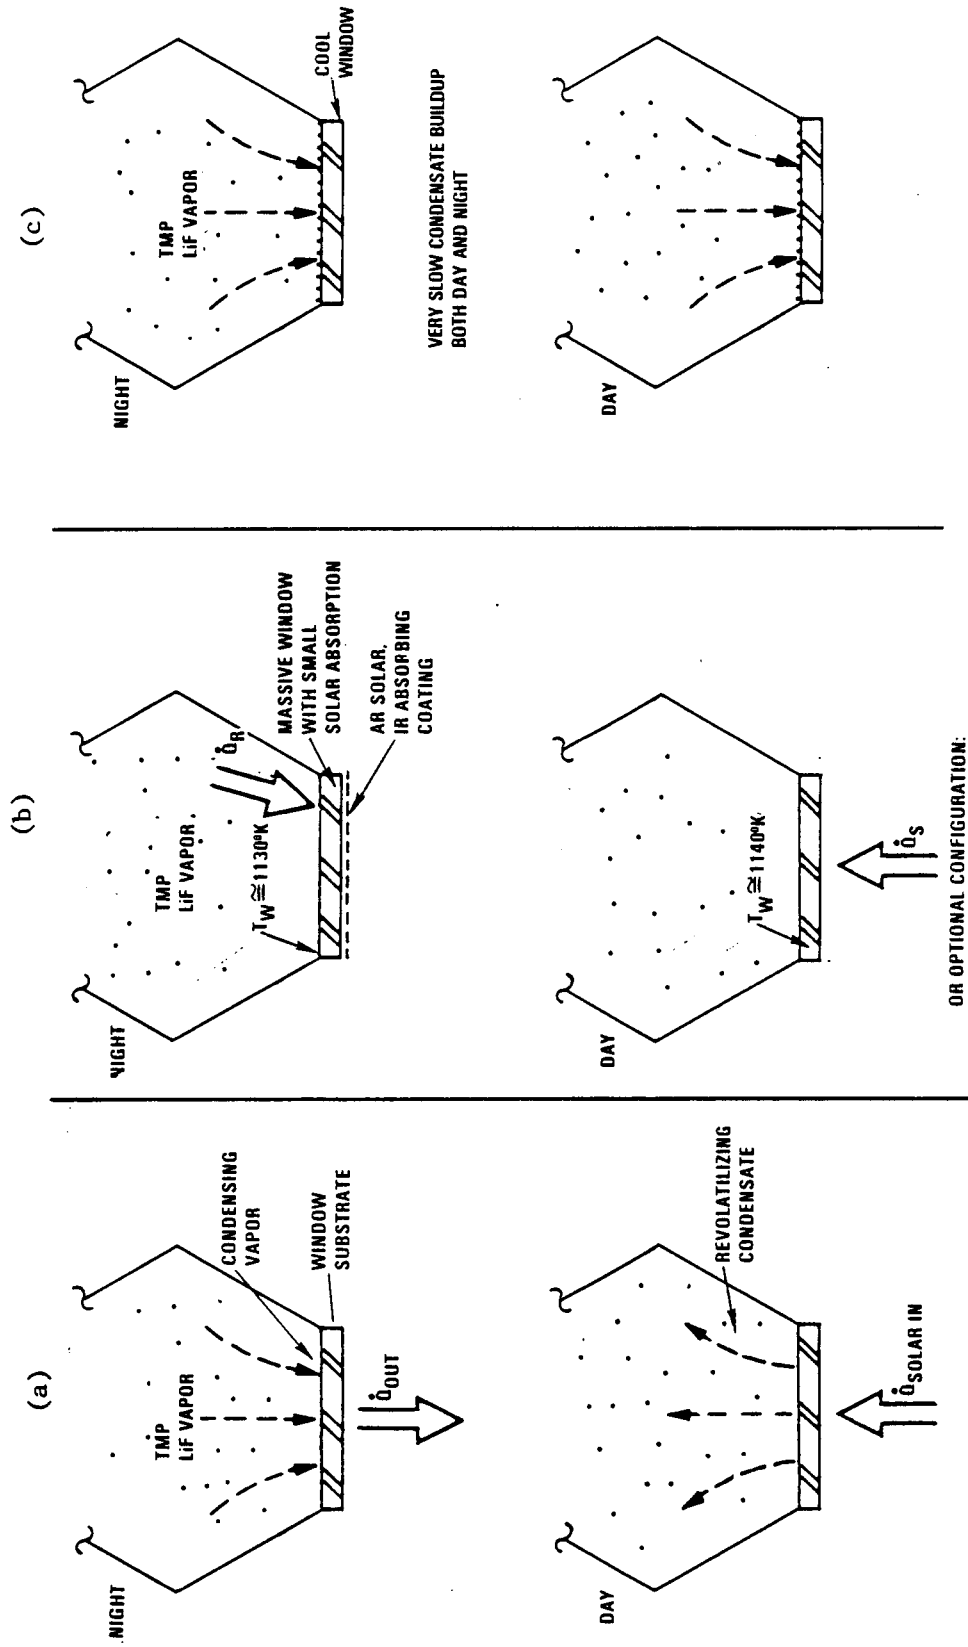 (a)
.NIGHT
TMP
LiF VAPOR
CONDENSING
VAPOR
WINDOW
SUBSTRATE
Q̇OUT
DAY
REVOLATILIZING
CONDENSATE
Q̇SOLAR IN
(b)
NIGHT
TMP
LiF VAPOR
Q̇R
TW ≅ 1130°K
MASSIVE WINDOW
WITH SMALL
SOLAR ABSORPTION
AR SOLAR,
IR ABSORBING
COATING
DAY
TW ≅ 1140°K
Q̇S
OR OPTIONAL CONFIGURATION:
(c)
NIGHT
TMP
LiF VAPOR
COOL
WINDOW
VERY SLOW CONDENSATE BUILDUP
BOTH DAY AND NIGHT
DAY